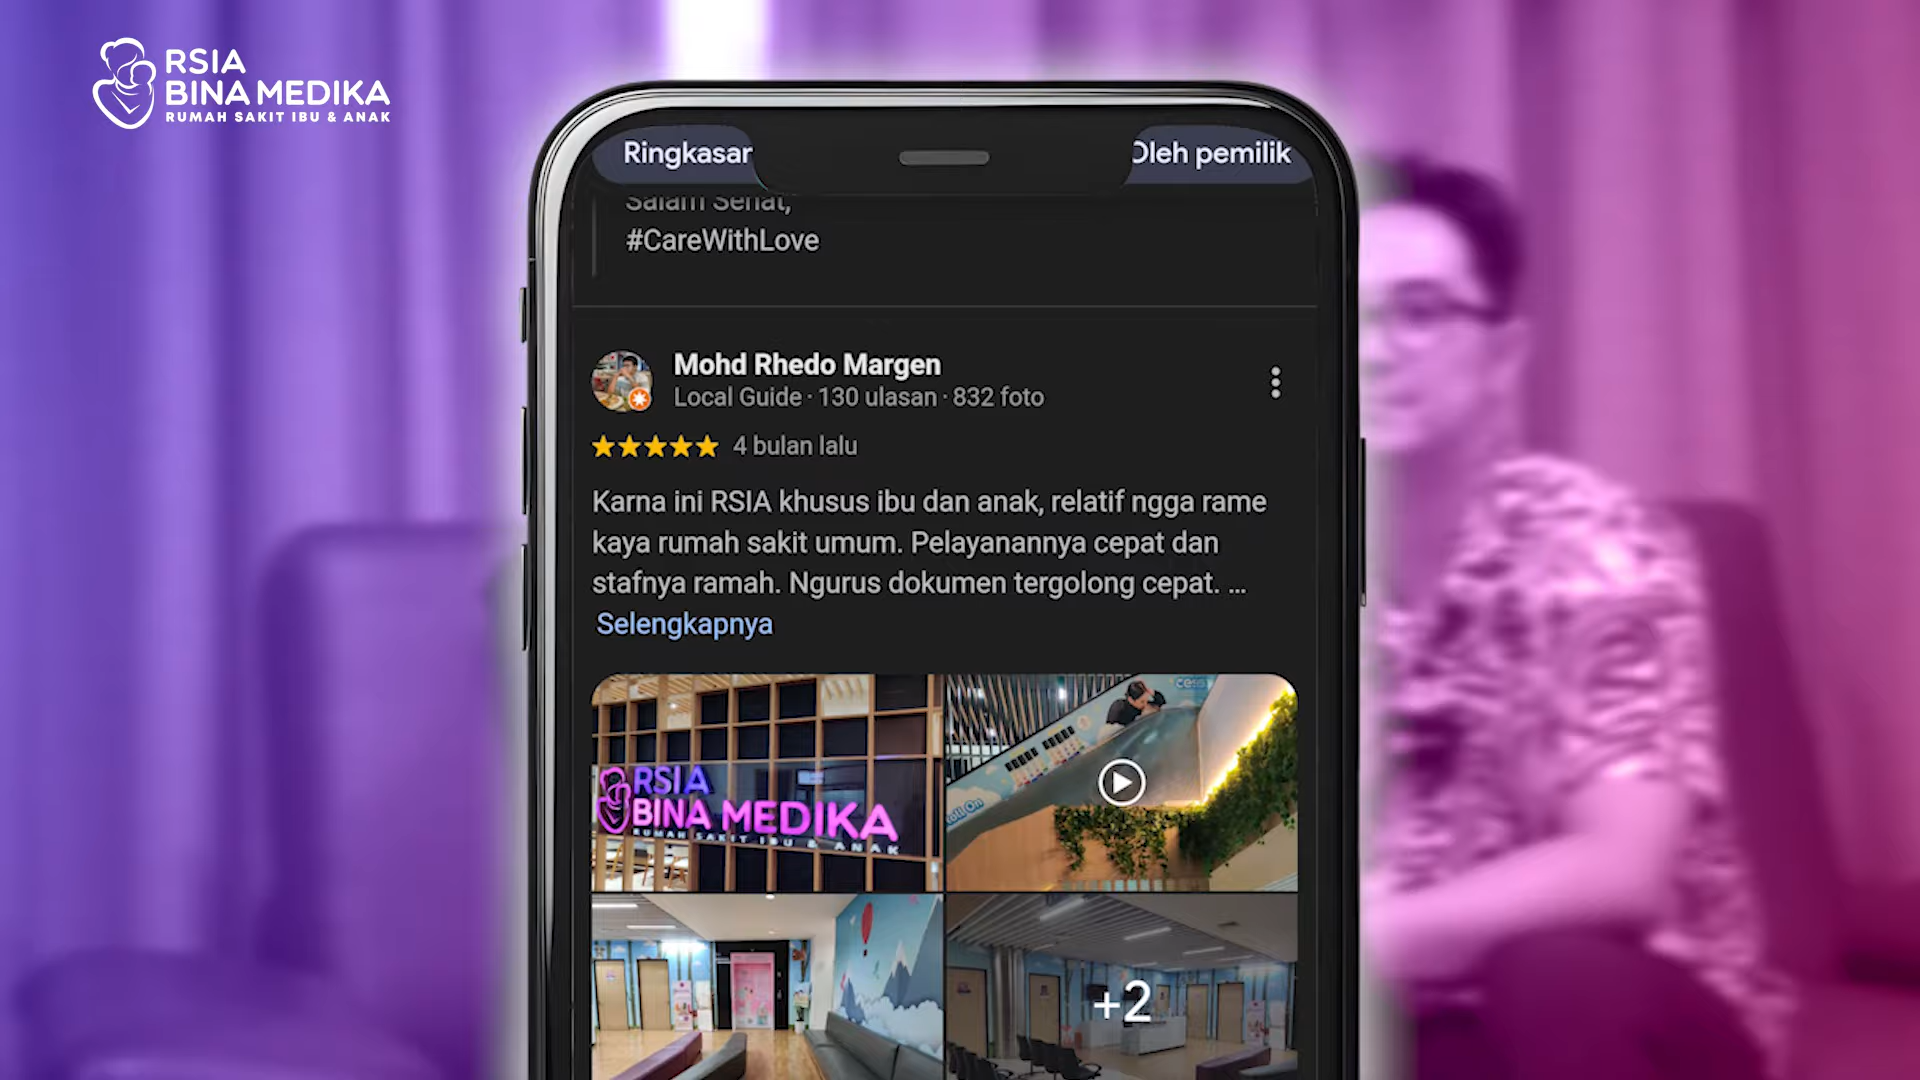 RSIA
BINA MEDIKA
RUMAH SAKIT IBU & ANAK
Ringkasan
Oleh pemilik
Salam Sehat,
#CareWithLove
Mohd Rhedo Margen
Local Guide · 130 ulasan · 832 foto
4 bulan lalu
Karna ini RSIA khusus ibu dan anak, relatif ngga rame
kaya rumah sakit umum. Pelayanannya cepat dan
stafnya ramah. Ngurus dokumen tergolong cepat. ...
Selengkapnya
RSIA
BINA MEDIKA
RUMAH SAKIT IBU & ANAK
+2